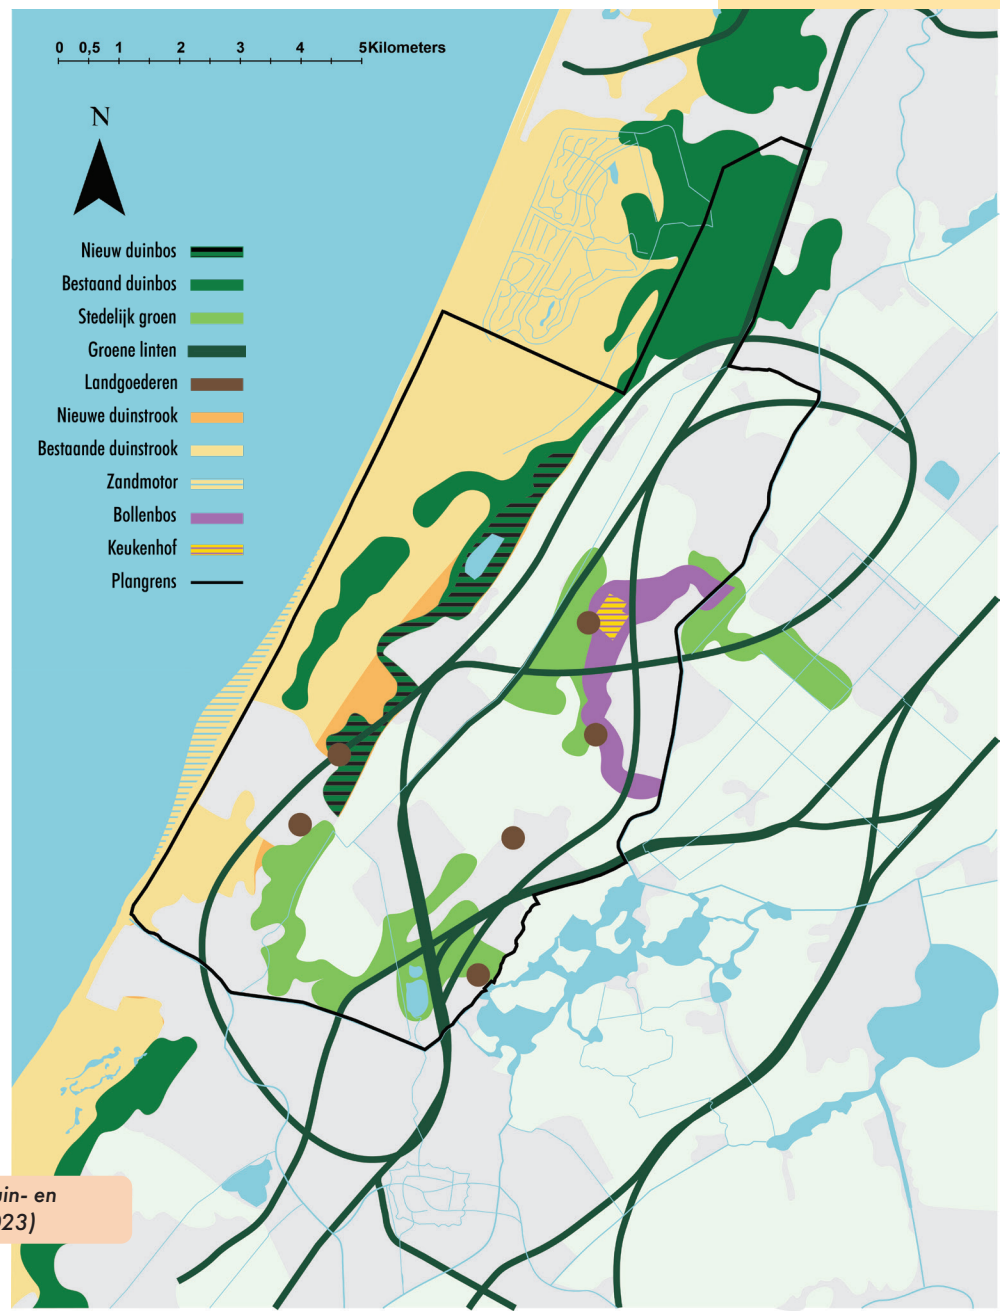 0 0,5 1 2 3 4 5Kilometers
N
Nieuw duinbos
Bestaand duinbos
Stedelijk groen
Groene linten
Landgoederen
Nieuwe duinstrook
Bestaande duinstrook
Zandmotor
Bollenbos
Keukenhof
Plangrens
en